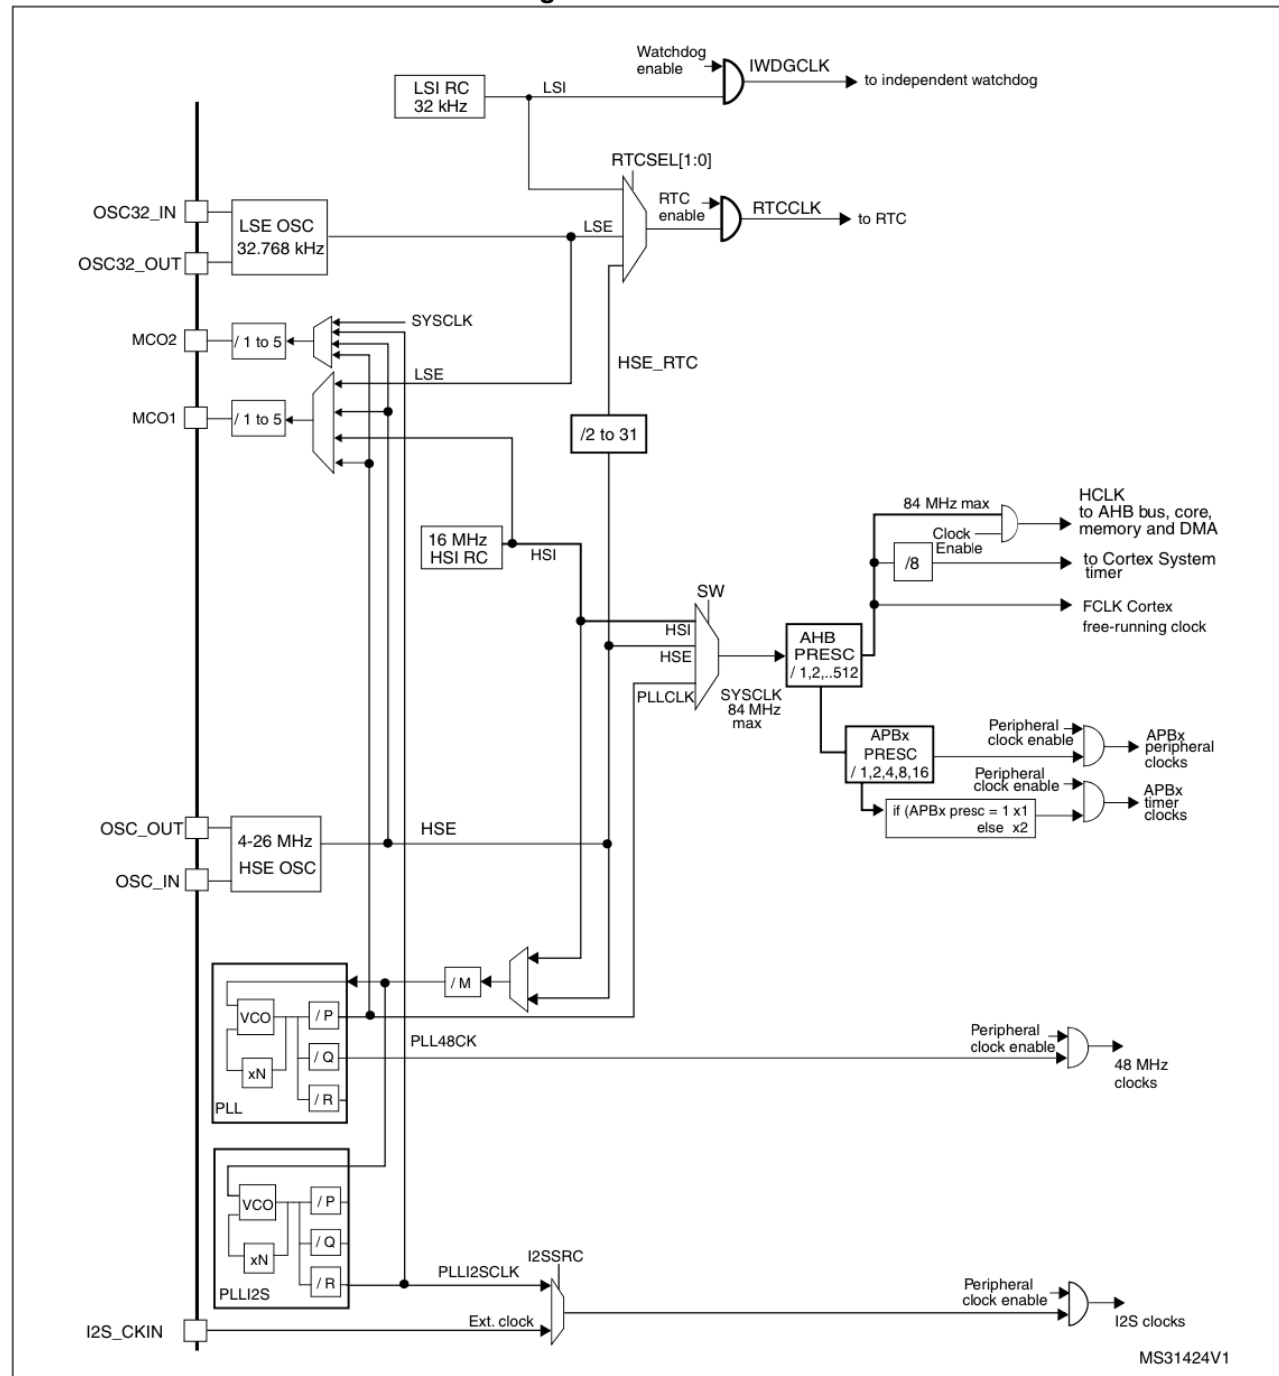 Watchdog
enable
IWDGCLK
to independent watchdog
LSI RC
32 kHz
LSI
RTCSEL[1:0]
RTC
enable
RTCCLK
to RTC
OSC32_IN
OSC32_OUT
LSE OSC
32.768 kHz
LSE
MCO2
/ 1 to 5
SYSCLK
HSE_RTC
LSE
MCO1
/ 1 to 5
/2 to 31
16 MHz
HSI RC
HSI
84 MHz max
HCLK
to AHB bus, core,
memory and DMA
Clock
Enable
/8
to Cortex System
timer
FCLK Cortex
free-running clock
SW
HSI
HSE
PLLCLK
SYSCLK
84 MHz
max
AHB
PRESC
/ 1,2,..512
APBx
PRESC
/ 1,2,4,8,16
Peripheral
clock enable
APBx
peripheral
clocks
Peripheral
clock enable
APBx
timer
clocks
if (APBx presc = 1 x1
else x2
OSC_OUT
OSC_IN
4-26 MHz
HSE OSC
HSE
/ M
VCO
xN
/ P
/ Q
/ R
PLL
PLL48CK
Peripheral
clock enable
48 MHz
clocks
VCO
xN
/ P
/ Q
/ R
PLLI2S
PLLI2SCLK
I2SSRC
Ext. clock
I2S_CKIN
Peripheral
clock enable
I2S clocks
MS31424V1